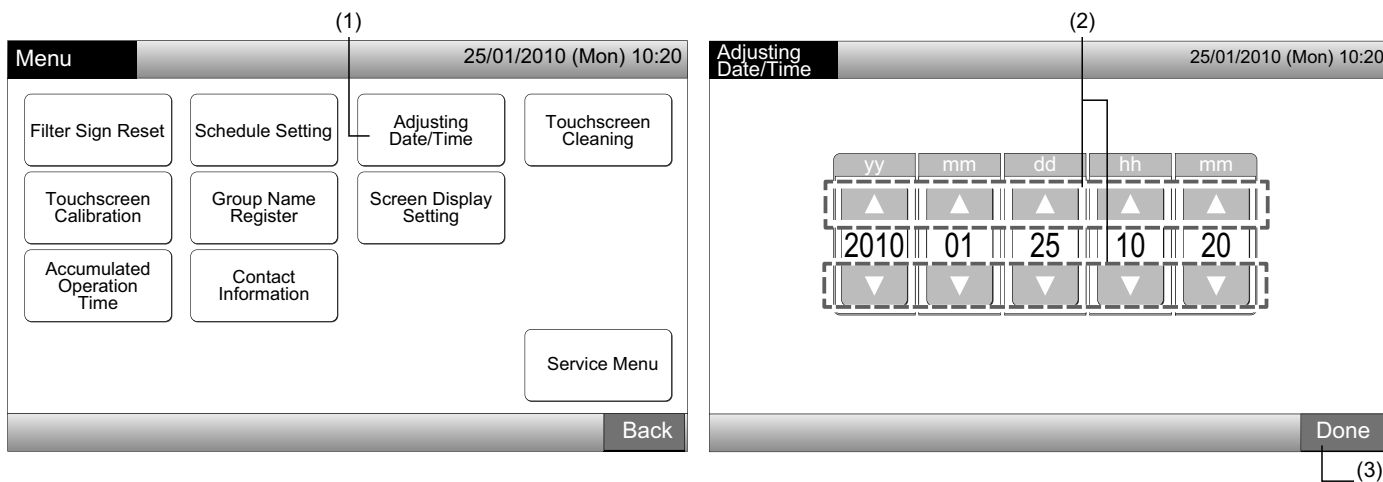 (1)
Menu
25/01/2010 (Mon) 10:20
Filter Sign Reset
Schedule Setting
Adjusting
Date/Time
Touchscreen
Cleaning
Touchscreen
Calibration
Group Name
Register
Screen Display
Setting
Accumulated
Operation
Time
Contact
Information
Service Menu
Back
(2)
Adjusting
Date/Time
25/01/2010 (Mon) 10:20
yy mm dd hh mm
2010 01 25 10 20
Done
(3)